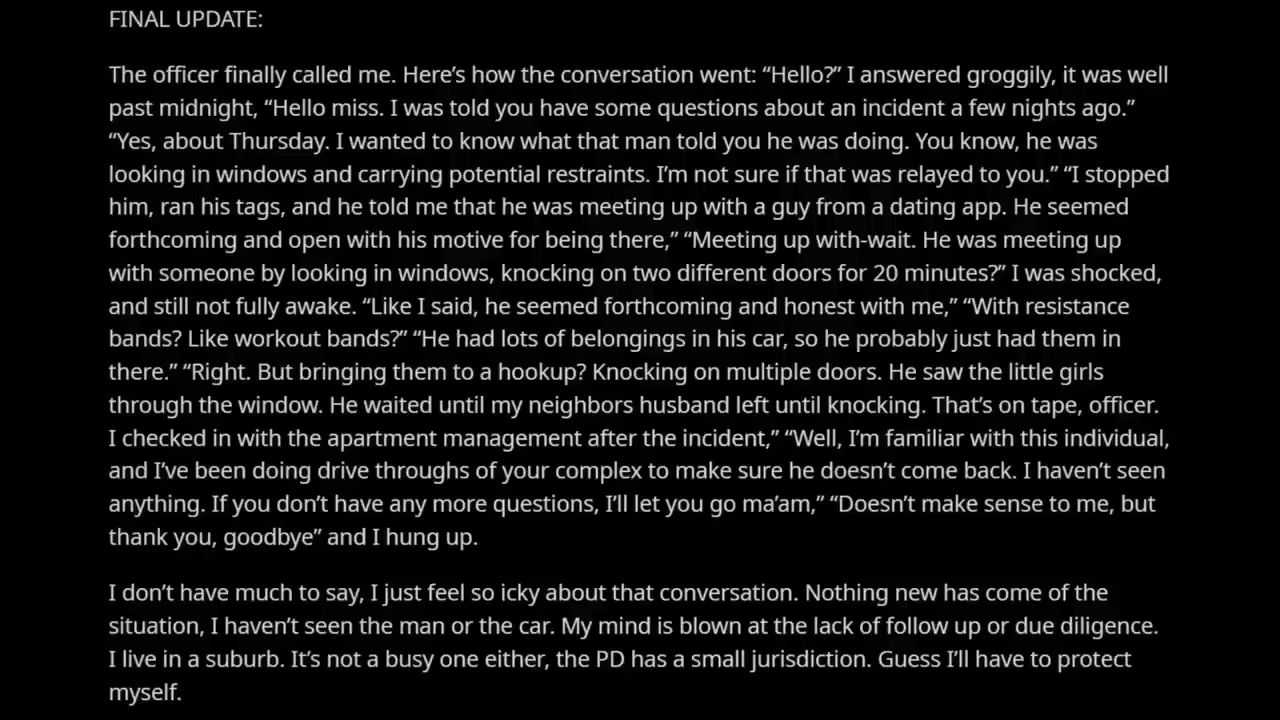 FINAL UPDATE:
The officer finally called me. Here’s how the conversation went: “Hello?” I answered groggily, it was well
past midnight, “Hello miss. I was told you have some questions about an incident a few nights ago.”
“Yes, about Thursday. I wanted to know what that man told you he was doing. You know, he was
looking in windows and carrying potential restraints. I’m not sure if that was relayed to you.” “I stopped
him, ran his tags, and he told me that he was meeting up with a guy from a dating app. He seemed
forthcoming and open with his motive for being there,” “Meeting up with-wait. He was meeting up
with someone by looking in windows, knocking on two different doors for 20 minutes?” I was shocked,
and still not fully awake. “Like I said, he seemed forthcoming and honest with me,” “With resistance
bands? Like workout bands?” “He had lots of belongings in his car, so he probably just had them in
there.” “Right. But bringing them to a hookup? Knocking on multiple doors. He saw the little girls
through the window. He waited until my neighbors husband left until knocking. That’s on tape, officer.
I checked in with the apartment management after the incident,” “Well, I’m familiar with this individual,
and I’ve been doing drive throughs of your complex to make sure he doesn’t come back. I haven’t seen
anything. If you don’t have any more questions, I’ll let you go ma’am,” “Doesn’t make sense to me, but
thank you, goodbye” and I hung up.
I don’t have much to say, I just feel so icky about that conversation. Nothing new has come of the
situation, I haven’t seen the man or the car. My mind is blown at the lack of follow up or due diligence.
I live in a suburb. It’s not a busy one either, the PD has a small jurisdiction. Guess I’ll have to protect
myself.